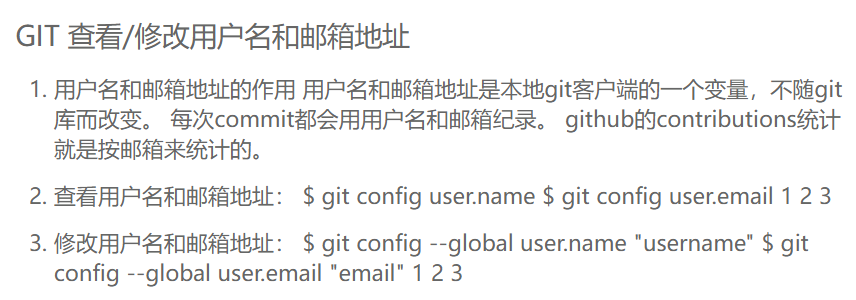 GIT 查看/修改用户名和邮箱地址
1. 用户名和邮箱地址的作用 用户名和邮箱地址是本地git客户端的一个变量，不随git
库而改变。 每次commit都会用用户名和邮箱纪录。 github的contributions统计
就是按邮箱来统计的。
2. 查看用户名和邮箱地址： $ git config user.name $ git config user.email 1 2 3
3. 修改用户名和邮箱地址： $ git config --global user.name "username" $ git
config --global user.email "email" 1 2 3